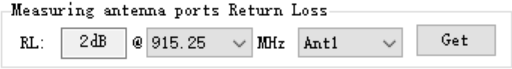 Measuring antenna ports Return Loss
RL: 2dB @ 915.25 MHz Ant1 Get